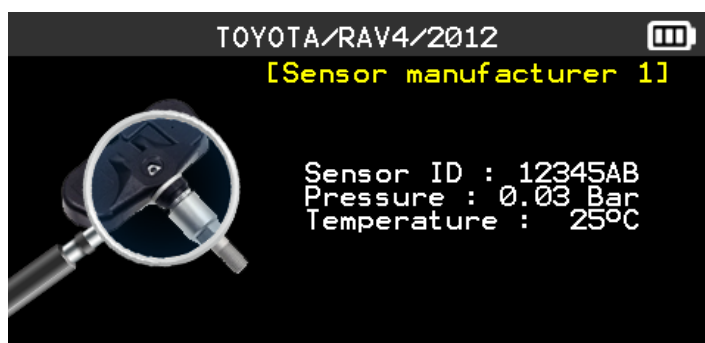 TOYOTA/RAV4/2012
[Sensor manufacturer 1]
Sensor ID : 12345AB
Pressure : 0.03 Bar
Temperature : 25ºC